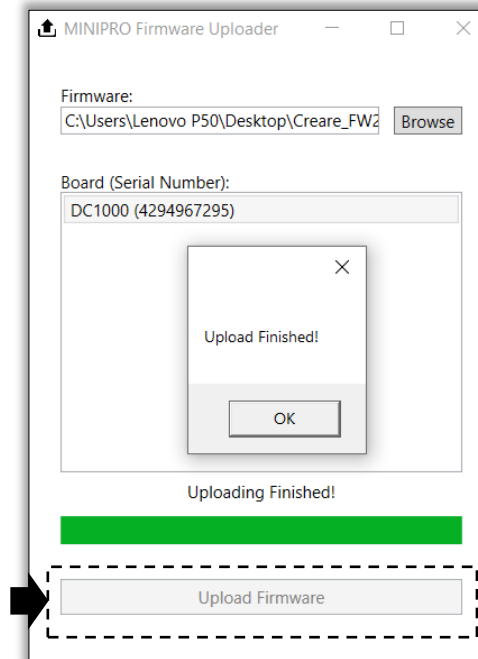 MINIPRO Firmware Uploader
Firmware:
C:\Users\Lenovo P50\Desktop\Creare_FW2
Browse
Board (Serial Number):
DC1000 (4294967295)
Upload Finished!
OK
Uploading Finished!
Upload Firmware